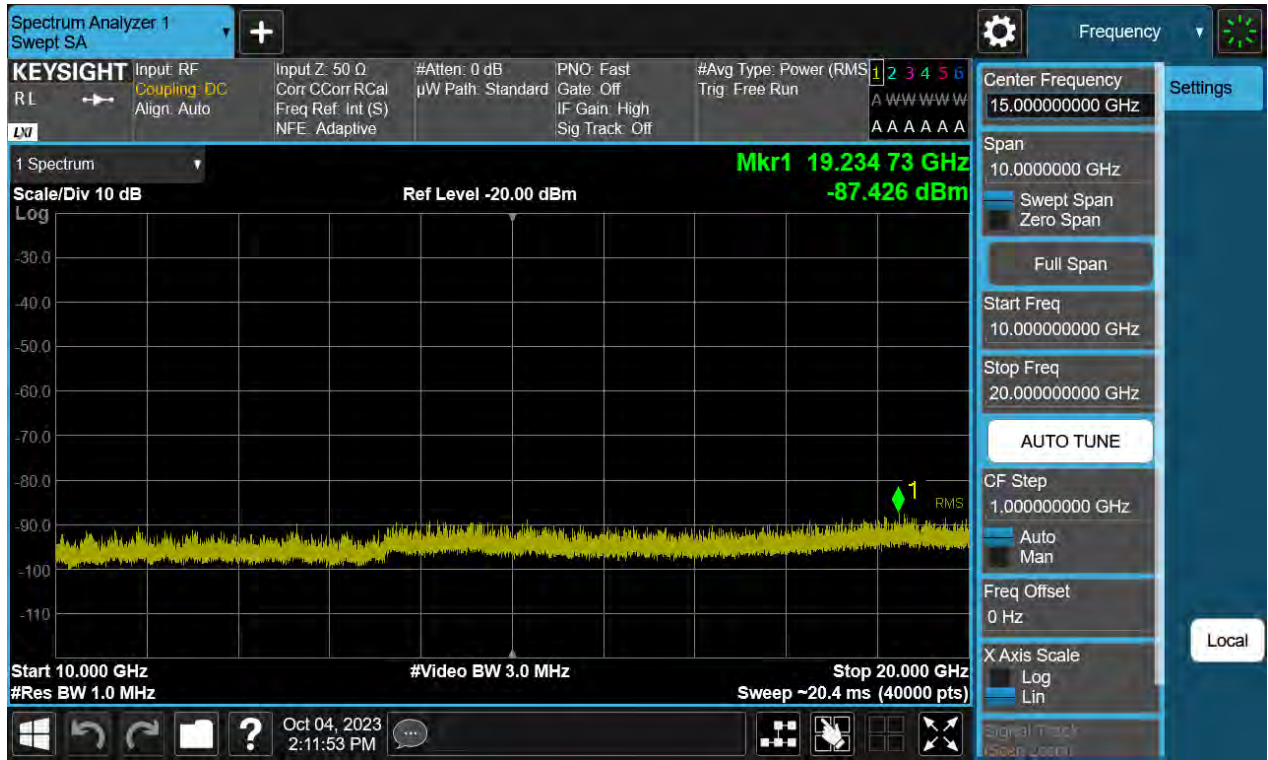 Spectrum Analyzer 1
Swept SA
+
Frequency
KEYSIGHT
RL
LXI
Input: RF
Coupling: DC
Align: Auto
Input Z: 50 Ω
Corr CCorr RCal
Freq Ref: Int (S)
NFE: Adaptive
#Atten: 0 dB
µW Path: Standard
PNO: Fast
Gate: Off
IF Gain: High
Sig Track: Off
#Avg Type: Power (RMS
Trig: Free Run
1 2 3 4 5 6
A W W W W W
A A A A A A
Center Frequency
15.000000000 GHz
Settings
1 Spectrum
Mkr1 19.234 73 GHz
Scale/Div 10 dB
Ref Level -20.00 dBm
-87.426 dBm
Log
-30.0
-40.0
-50.0
-60.0
-70.0
-80.0
-90.0
-100
-110
1
RMS
Start 10.000 GHz
#Video BW 3.0 MHz
Stop 20.000 GHz
#Res BW 1.0 MHz
Sweep ~20.4 ms (40000 pts)
Span
10.0000000 GHz
Swept Span
Zero Span
Full Span
Start Freq
10.000000000 GHz
Stop Freq
20.000000000 GHz
AUTO TUNE
CF Step
1.000000000 GHz
Auto
Man
Freq Offset
0 Hz
X Axis Scale
Log
Lin
Signal Track
(Span Zoom)
Local
?
Oct 04, 2023
2:11:53 PM